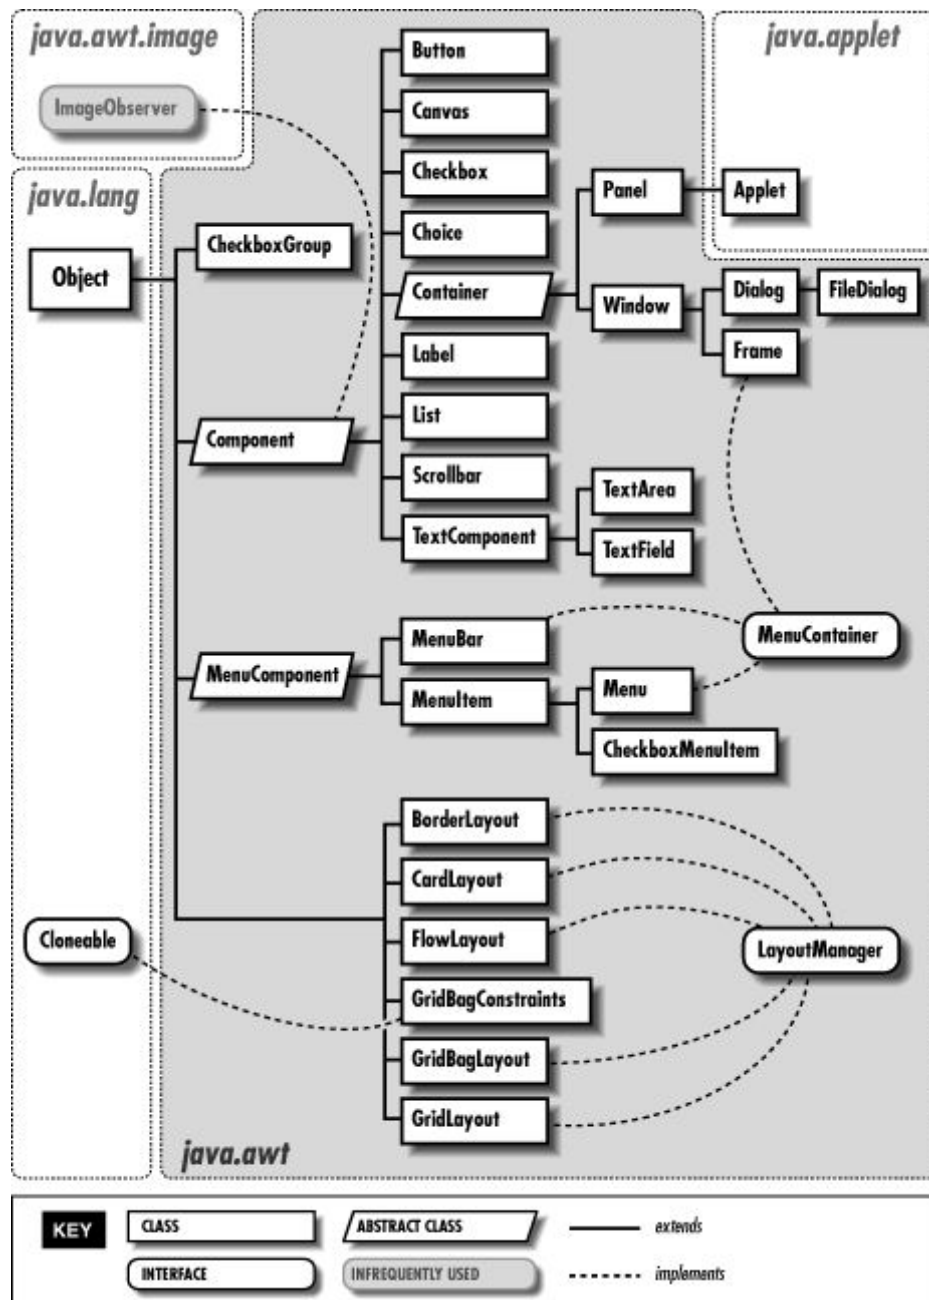 java.awt.image
java.applet
ImageObserver
java.lang
Object
CheckboxGroup
Component
Button
Canvas
Checkbox
Choice
Container
Label
List
Scrollbar
TextComponent
Panel
Applet
Window
Dialog
FileDialog
Frame
TextArea
TextField
MenuComponent
MenuBar
MenuItem
Menu
CheckboxMenuItem
MenuContainer
BorderLayout
CardLayout
FlowLayout
GridBagConstraints
GridBagLayout
GridLayout
Cloneable
LayoutManager
java.awt
KEY
CLASS
ABSTRACT CLASS
extends
INTERFACE
INFREQUENTLY USED
implements